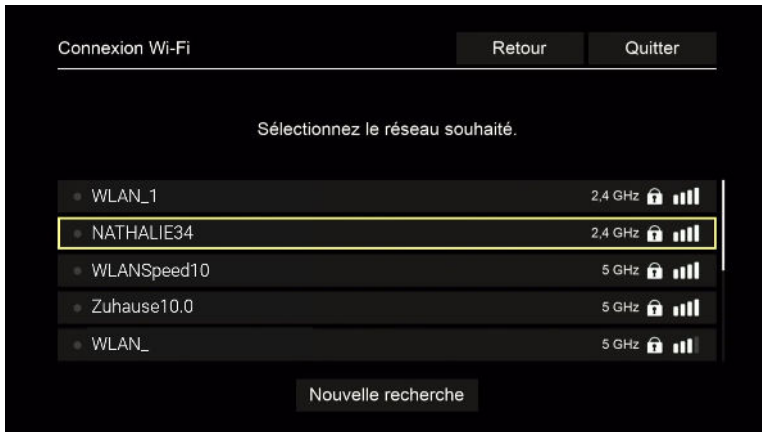 Connexion Wi-Fi Retour Quitter
Sélectionnez le réseau souhaité.
WLAN_1 2,4 GHz
NATHALIE34 2,4 GHz
WLANSpeed10 5 GHz
Zuhause10.0 5 GHz
WLAN_ 5 GHz
Nouvelle recherche